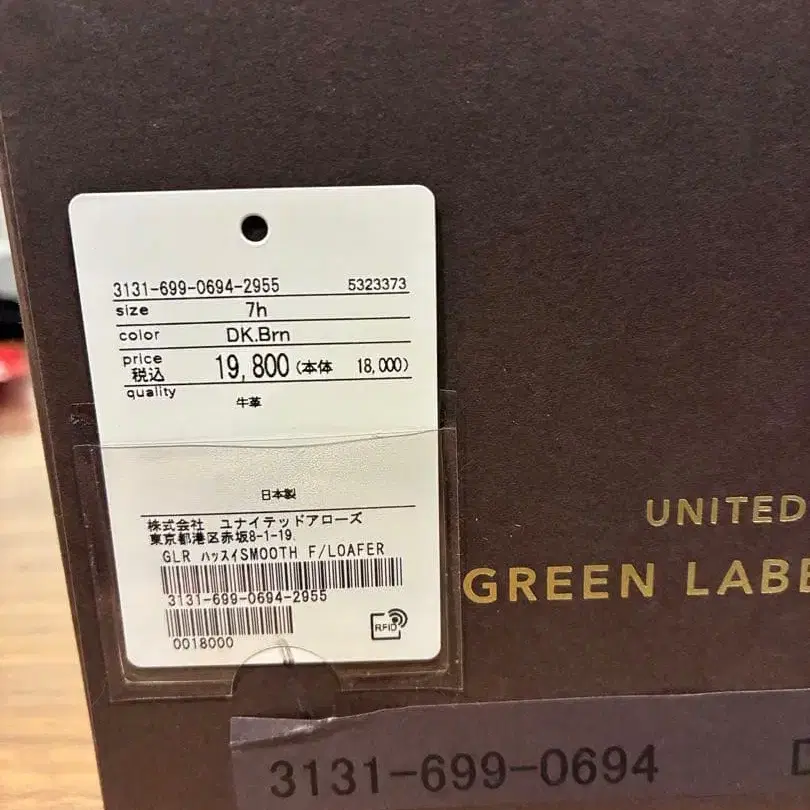 3131-699-0694-2955 5323373
size 7h
color DK.Brn
price 税込 19,800 (本体 18,000)
quality 牛革
日本製
株式会社 ユナイテッドアローズ
東京都港区赤坂8-1-19
GLR ハッスイSMOOTH F/LOAFER
3131-699-0694-2955
0018000
RFID
UNITED
GREEN LABE
3131-699-0694 D